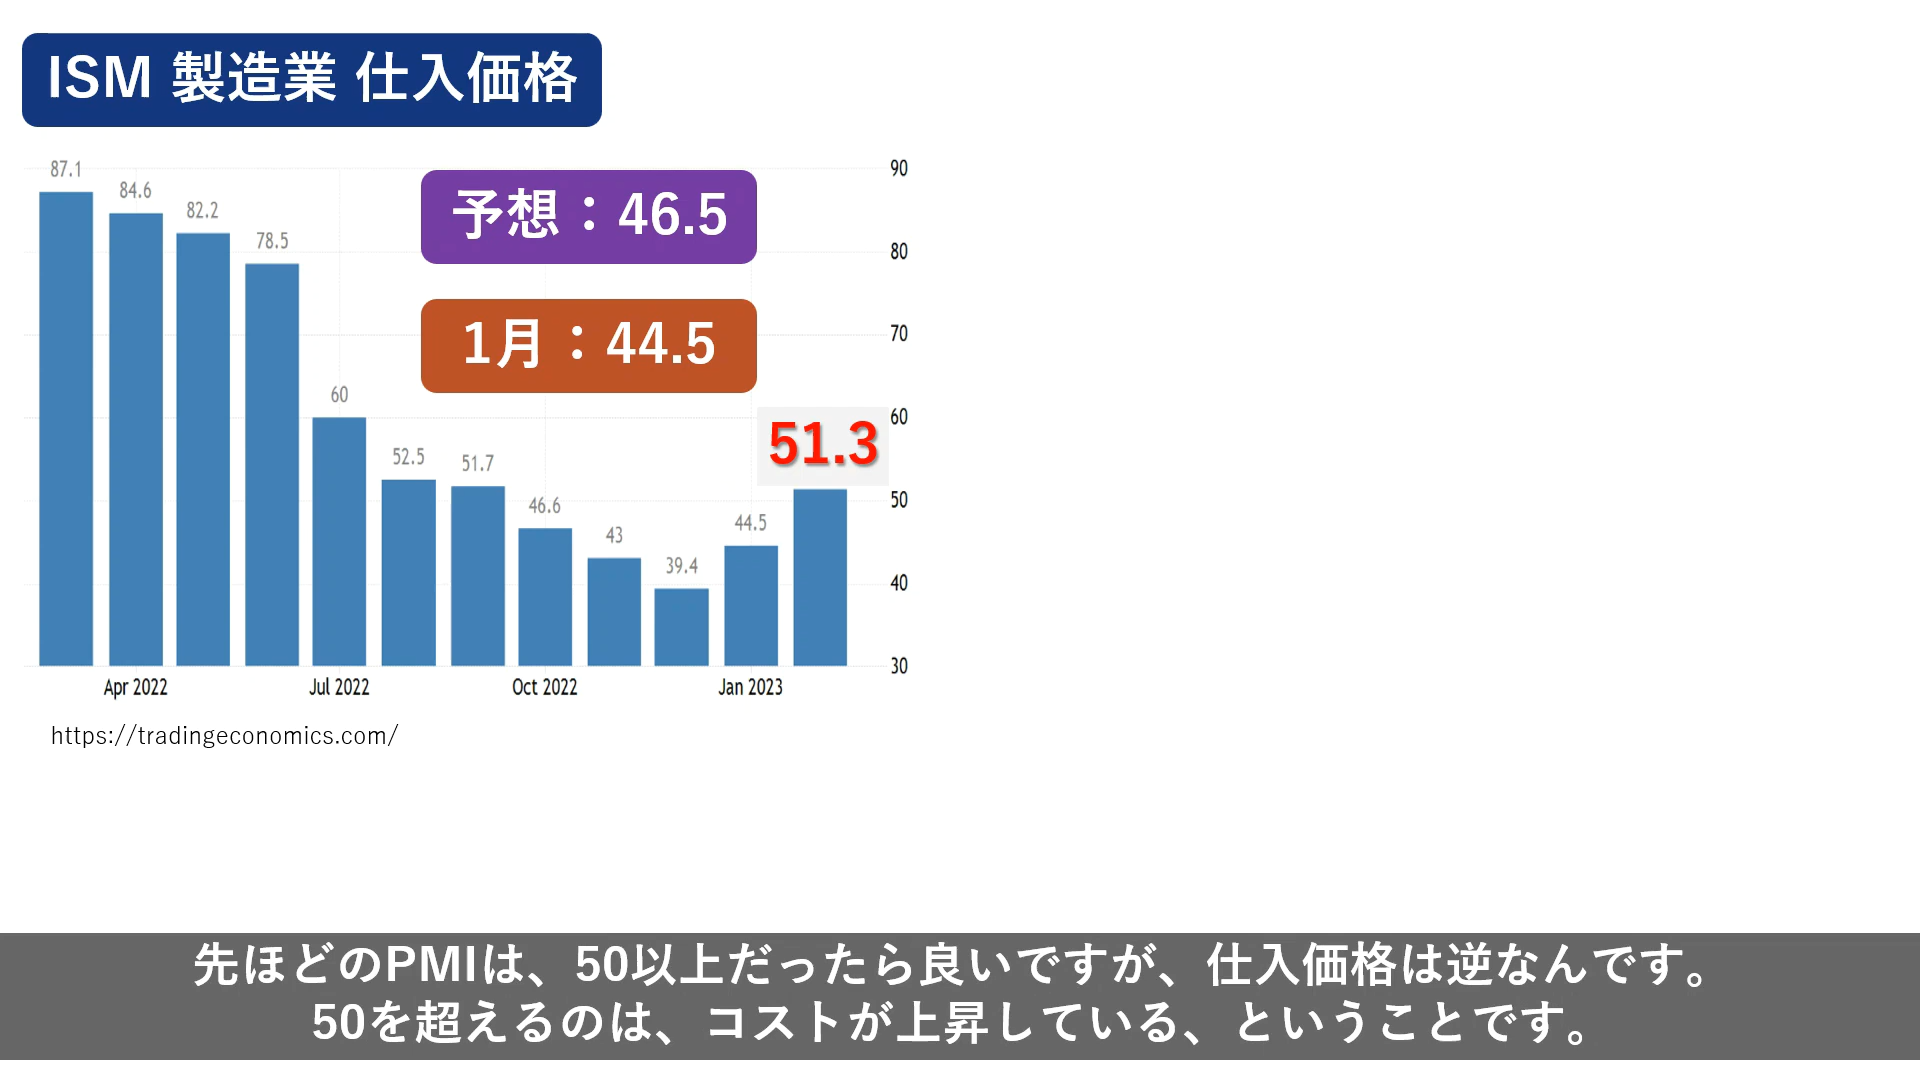 ISM 製造業 仕入価格
予想：46.5
1月：44.5
51.3
87.1
84.6
82.2
78.5
60
52.5
51.7
46.6
43
39.4
44.5
90
80
70
60
50
40
30
Apr 2022
Jul 2022
Oct 2022
Jan 2023
https://tradingeconomics.com/
先ほどのPMIは、50以上だったら良いですが、仕入価格は逆なんです。
50を超えるのは、コストが上昇している、ということです。